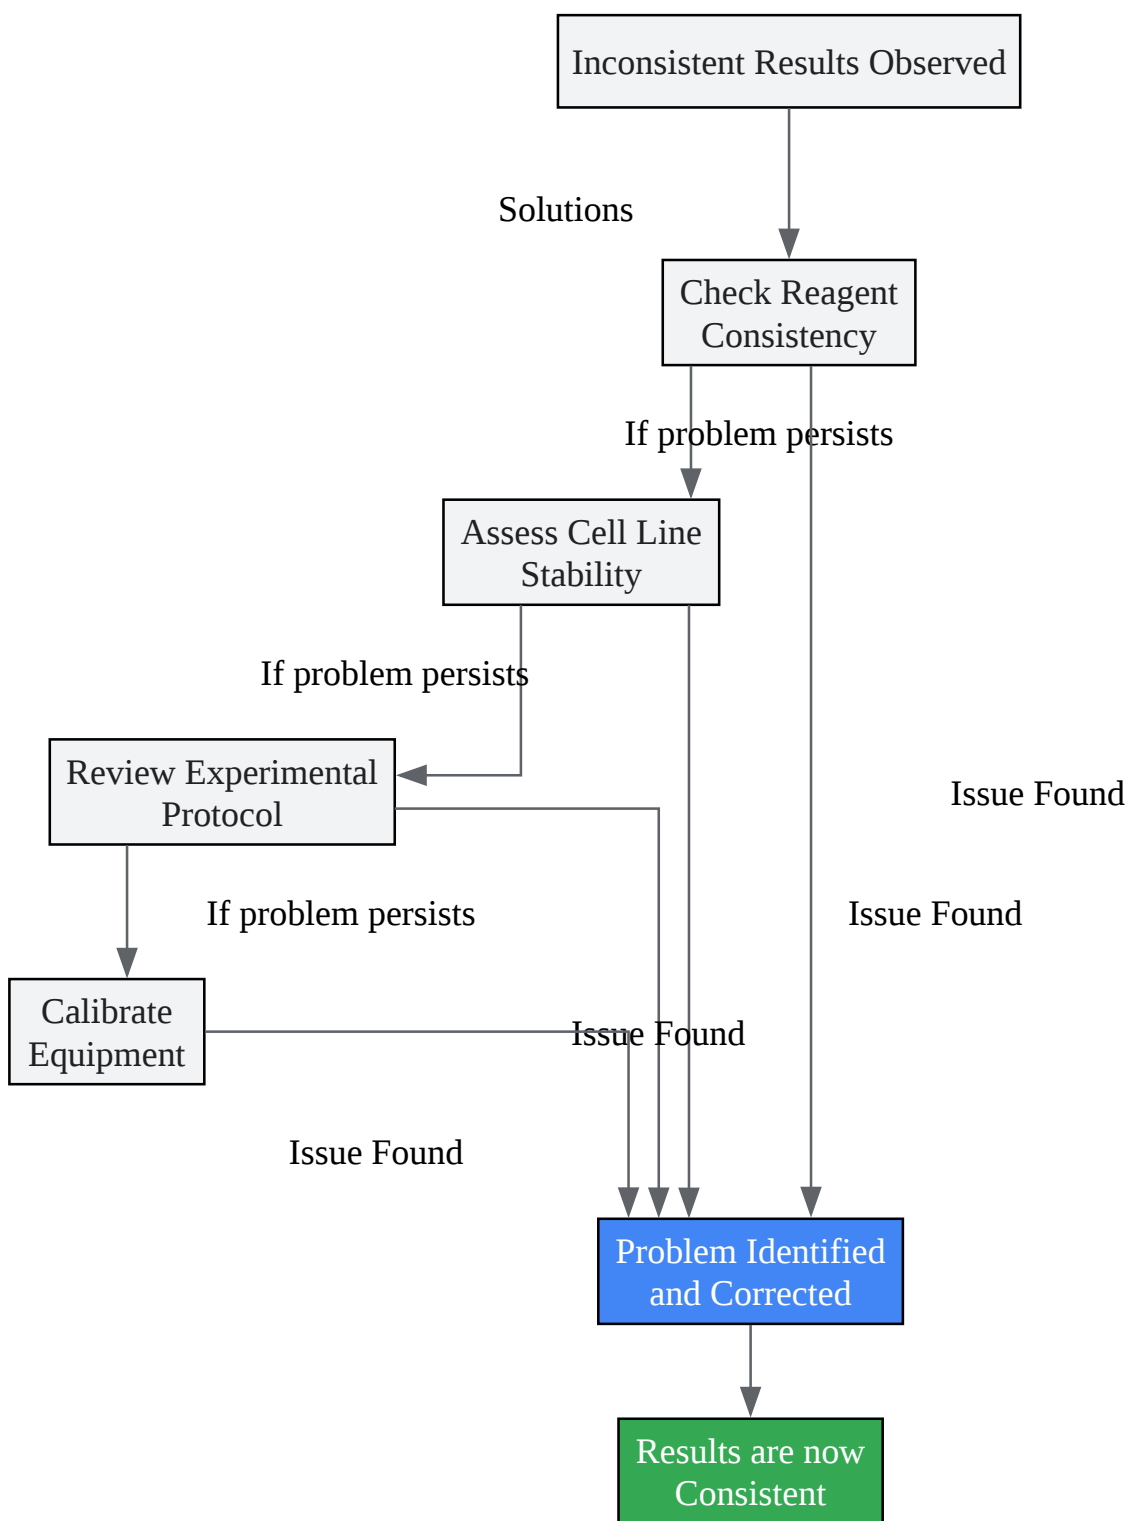 Inconsistent Results Observed
Solutions
Check Reagent
Consistency
If problem persists
Assess Cell Line
Stability
If problem persists
Review Experimental
Protocol
Issue Found
If problem persists
Issue Found
Calibrate
Equipment
Issue Found
Issue Found
Problem Identified
and Corrected
Results are now
Consistent